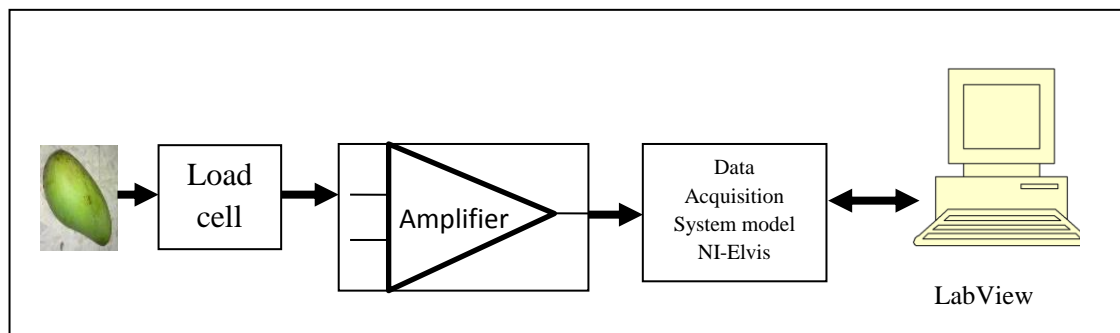 Load
cell
Amplifier
Data
Acquisition
System model
NI-Elvis
LabView